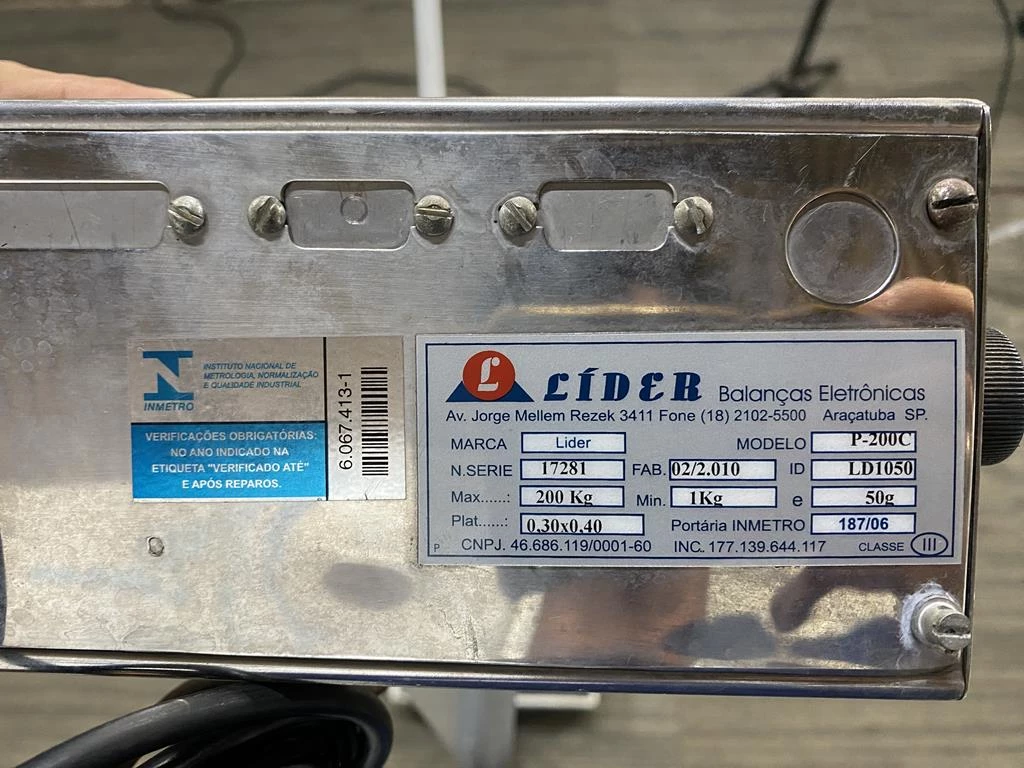 INSTITUTO NACIONAL DE
METROLOGIA, NORMALIZAÇÃO
E QUALIDADE INDUSTRIAL
INMETRO
VERIFICAÇÕES OBRIGATÓRIAS:
NO ANO INDICADO NA
ETIQUETA "VERIFICADO ATÉ"
E APÓS REPAROS.
6.067.413-1
L LÍDER Balanças Eletrônicas
Av. Jorge Mellem Rezek 3411 Fone (18) 2102-5500 Araçatuba SP.
MARCA Lider MODELO P-200C
N.SERIE 17281 FAB. 02/2.010 ID LD1050
Max......: 200 Kg Min. 1Kg e 50g
Plat......: 0,30x0,40 Portária INMETRO 187/06
P CNPJ. 46.686.119/0001-60 INC. 177.139.644.117 CLASSE III